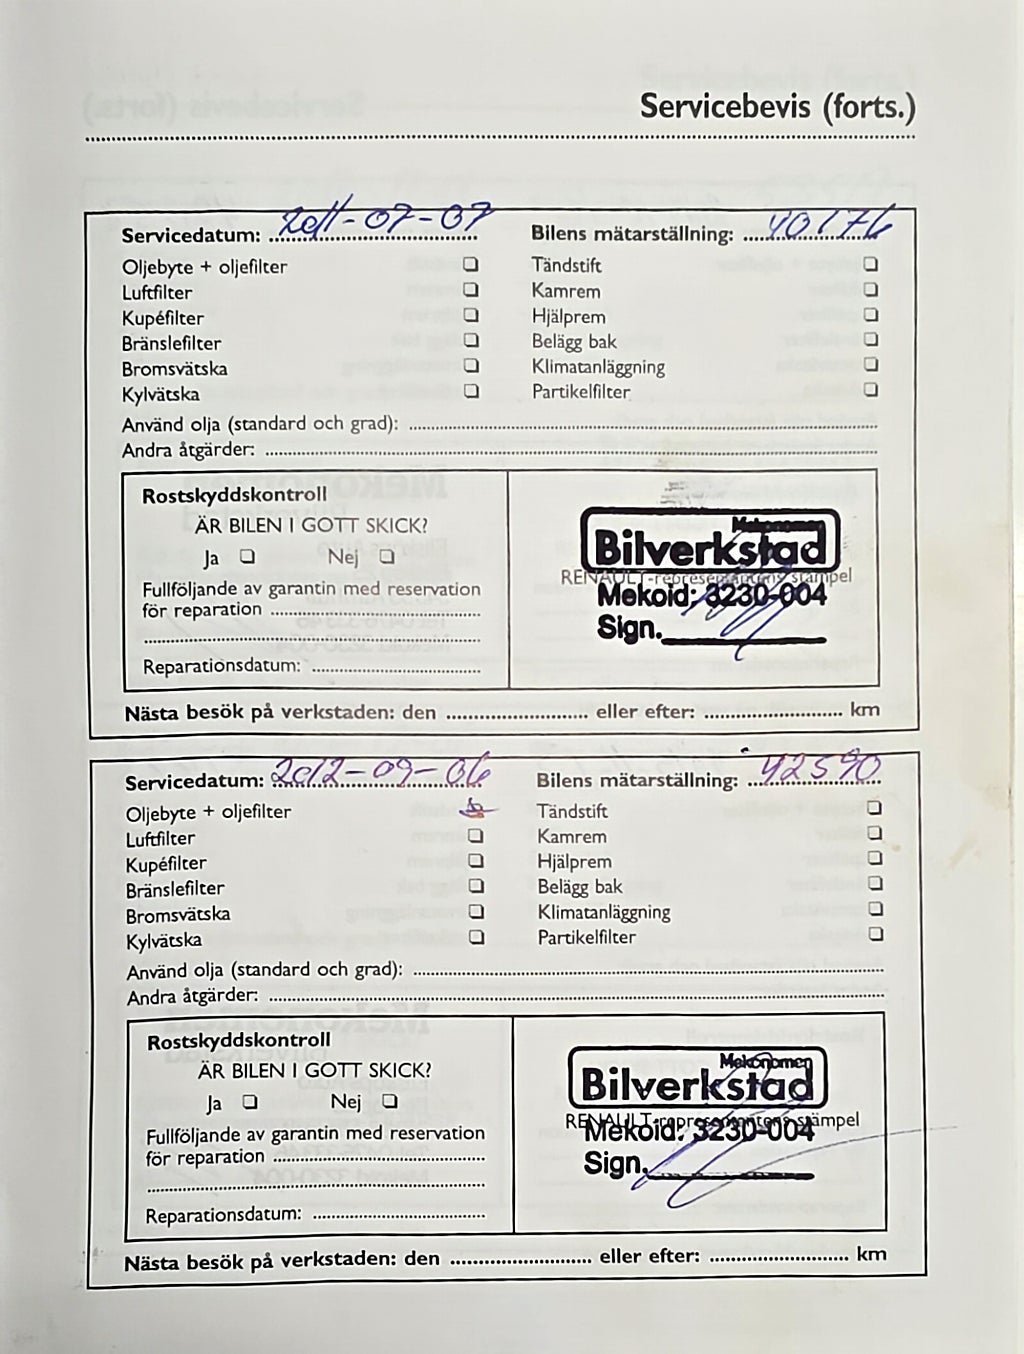 Servicebevis (forts.)
Servicedatum: 2011-07-07 Bilens mätarställning: 40176
Oljebyte + oljefilter ❏ Tändstift ❏
Luftfilter ❏ Kamrem ❏
Kupéfilter ❏ Hjälprem ❏
Bränslefilter ❏ Belägg bak ❏
Bromsvätska ❏ Klimatanläggning ❏
Kylvätska ❏ Partikelfilter ❏
Använd olja (standard och grad):
Andra åtgärder:
Rostskyddskontroll
ÄR BILEN I GOTT SKICK?
Ja ❏ Nej ❏
Fullföljande av garantin med reservation
för reparation
Reparationsdatum:
Mekonomen
Bilverkstad
RENAULT-representantens stämpel
Mekoid: 3230-004
Sign.
Nästa besök på verkstaden: den eller efter: km
Servicedatum: 2012-09-06 Bilens mätarställning: 42590
Oljebyte + oljefilter Tändstift ❏
Luftfilter ❏ Kamrem ❏
Kupéfilter ❏ Hjälprem ❏
Bränslefilter ❏ Belägg bak ❏
Bromsvätska ❏ Klimatanläggning ❏
Kylvätska ❏ Partikelfilter ❏
Använd olja (standard och grad):
Andra åtgärder:
Rostskyddskontroll
ÄR BILEN I GOTT SKICK?
Ja ❏ Nej ❏
Fullföljande av garantin med reservation
för reparation
Reparationsdatum:
Mekonomen
Bilverkstad
RENAULT-representantens stämpel
Mekoid: 3230-004
Sign.
Nästa besök på verkstaden: den eller efter: km